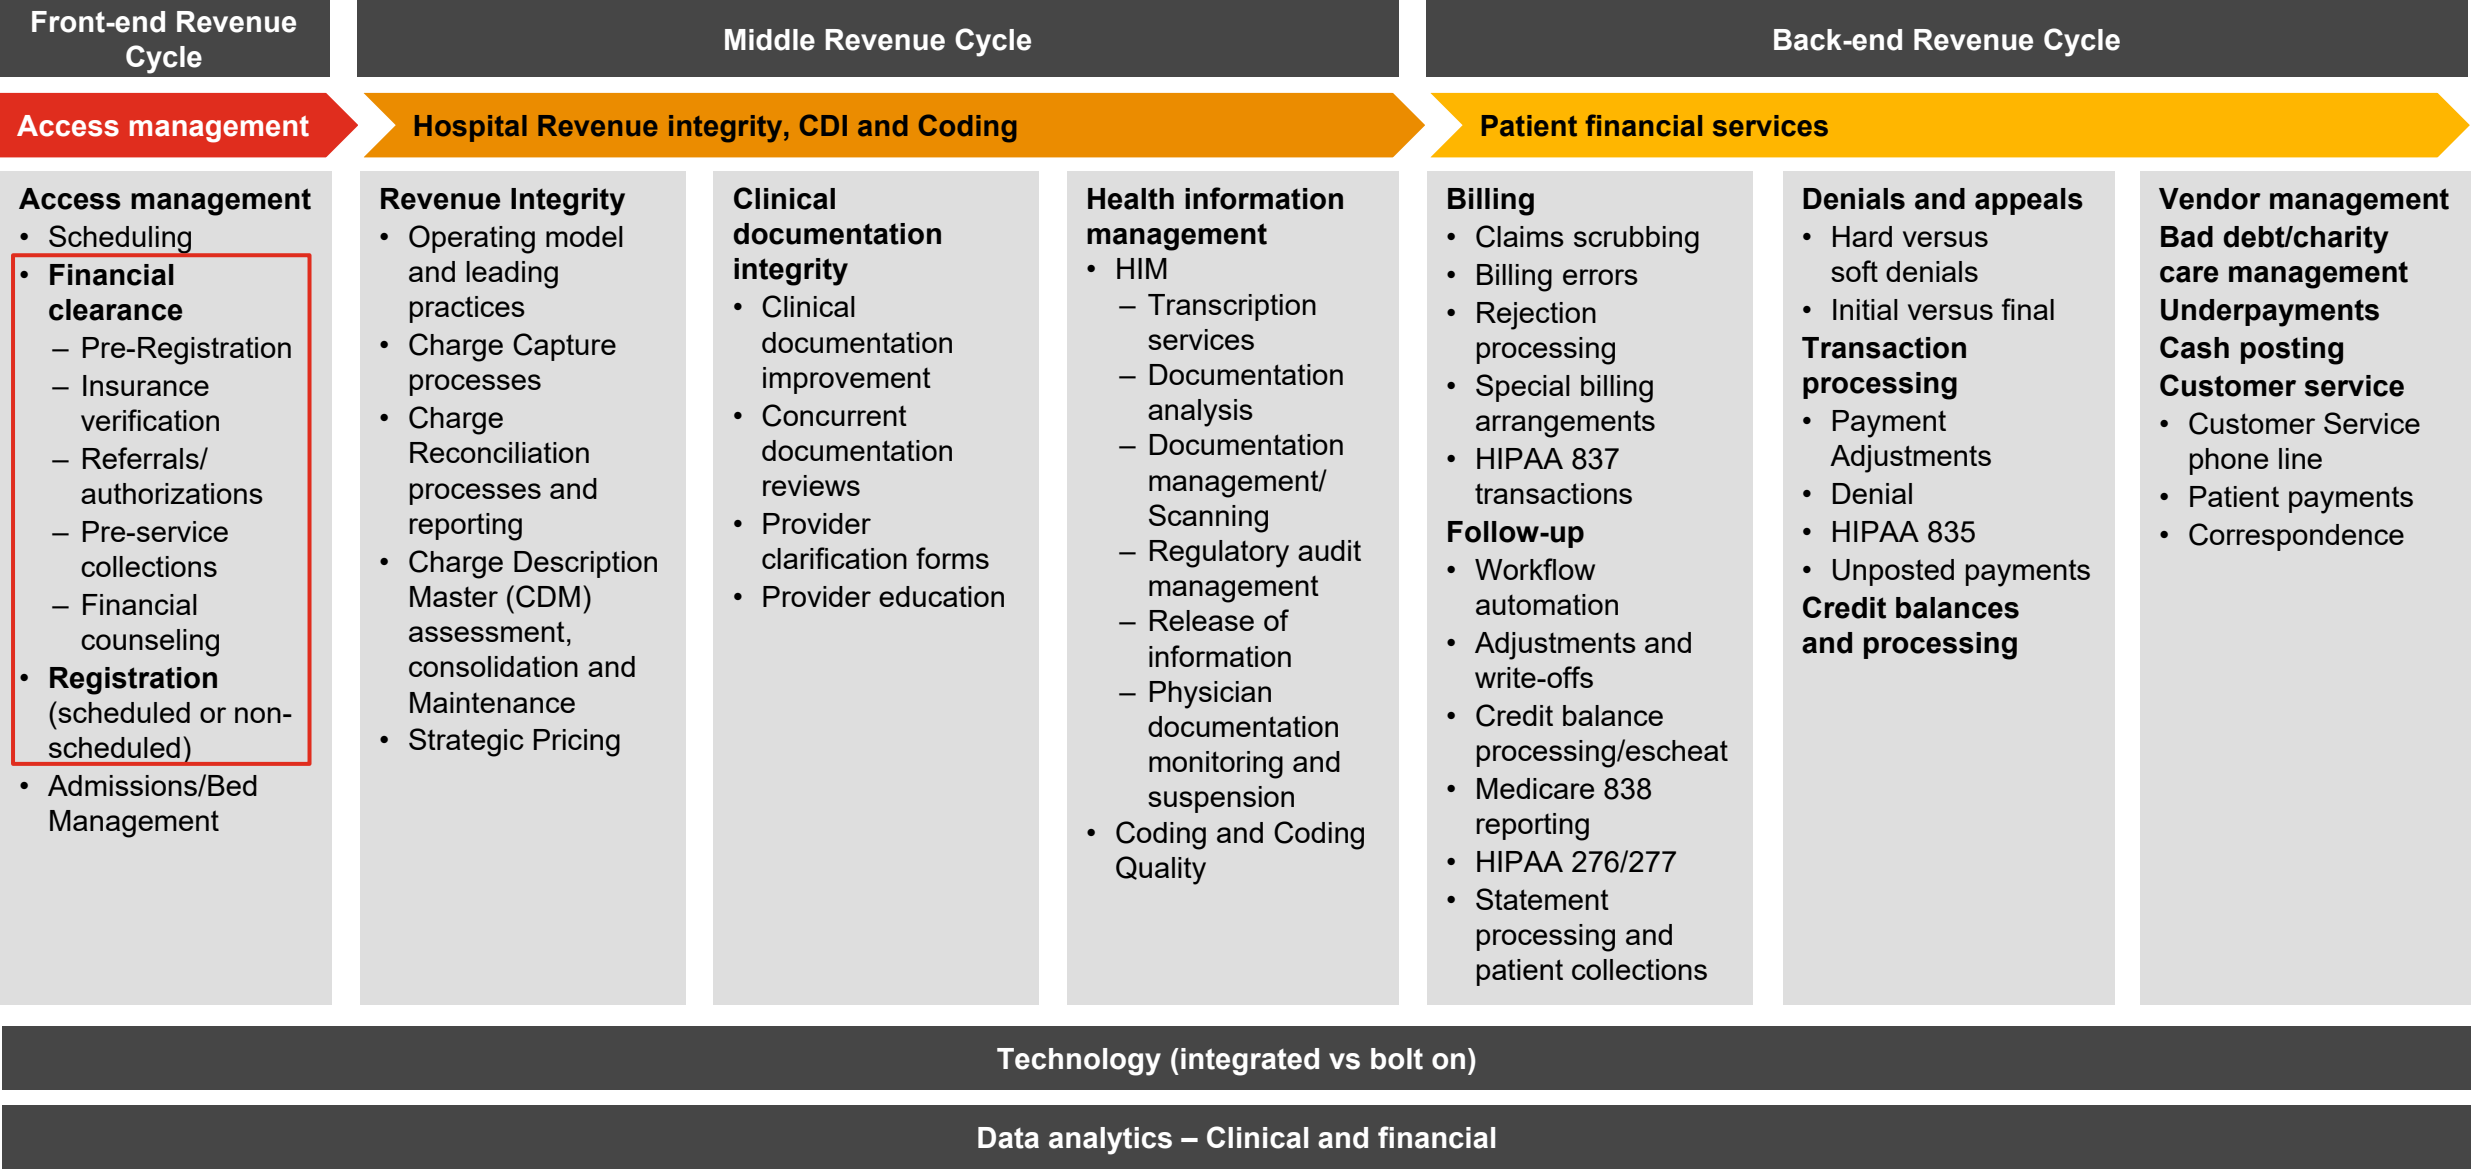 Front-end Revenue
Cycle
Middle Revenue Cycle
Back-end Revenue Cycle
Access management
Hospital Revenue integrity, CDI and Coding
Patient financial services
Access management
• Scheduling
• Financial
clearance
– Pre-Registration
– Insurance
verification
– Referrals/
authorizations
– Pre-service
collections
– Financial
counseling
• Registration
(scheduled or non-
scheduled)
• Admissions/Bed
Management
Revenue Integrity
• Operating model
and leading
practices
• Charge Capture
processes
• Charge
Reconciliation
processes and
reporting
• Charge Description
Master (CDM)
assessment,
consolidation and
Maintenance
• Strategic Pricing
Clinical
documentation
integrity
• Clinical
documentation
improvement
• Concurrent
documentation
reviews
• Provider
clarification forms
• Provider education
Health information
management
• HIM
– Transcription
services
– Documentation
analysis
– Documentation
management/
Scanning
– Regulatory audit
management
– Release of
information
– Physician
documentation
monitoring and
suspension
• Coding and Coding
Quality
Billing
• Claims scrubbing
• Billing errors
• Rejection
processing
• Special billing
arrangements
• HIPAA 837
transactions
Follow-up
• Workflow
automation
• Adjustments and
write-offs
• Credit balance
processing/escheat
• Medicare 838
reporting
• HIPAA 276/277
• Statement
processing and
patient collections
Denials and appeals
• Hard versus
soft denials
• Initial versus final
Transaction
processing
• Payment
Adjustments
• Denial
• HIPAA 835
• Unposted payments
Credit balances
and processing
Vendor management
Bad debt/charity
care management
Underpayments
Cash posting
Customer service
• Customer Service
phone line
• Patient payments
• Correspondence
Technology (integrated vs bolt on)
Data analytics – Clinical and financial